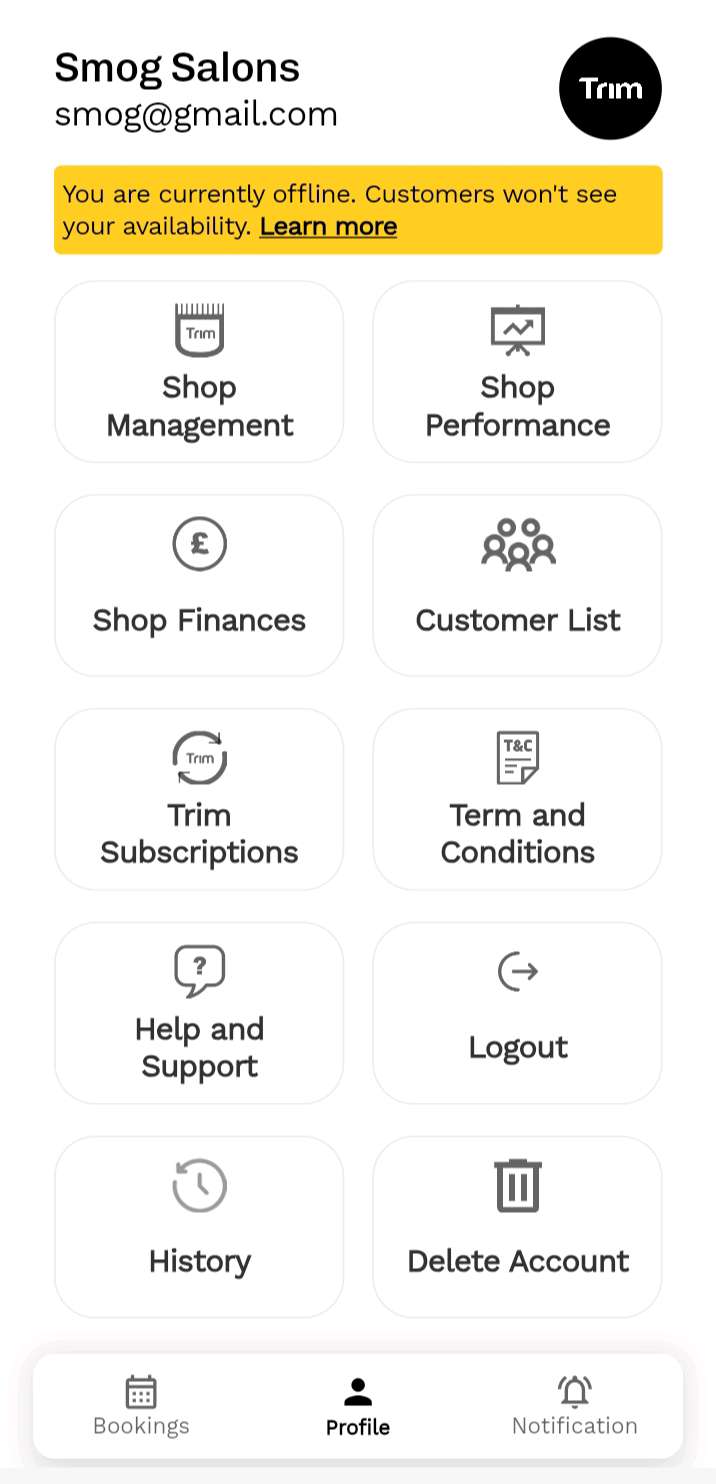 Smog Salons
smog@gmail.com
Trim
You are currently offline. Customers won't see
your availability. Learn more
Trim
Shop
Management
Shop
Performance
£
Shop Finances
Customer List
Trim
Trim
Subscriptions
T&C
Term and
Conditions
?
Help and
Support
Logout
History
Delete Account
Bookings
Profile
Notification